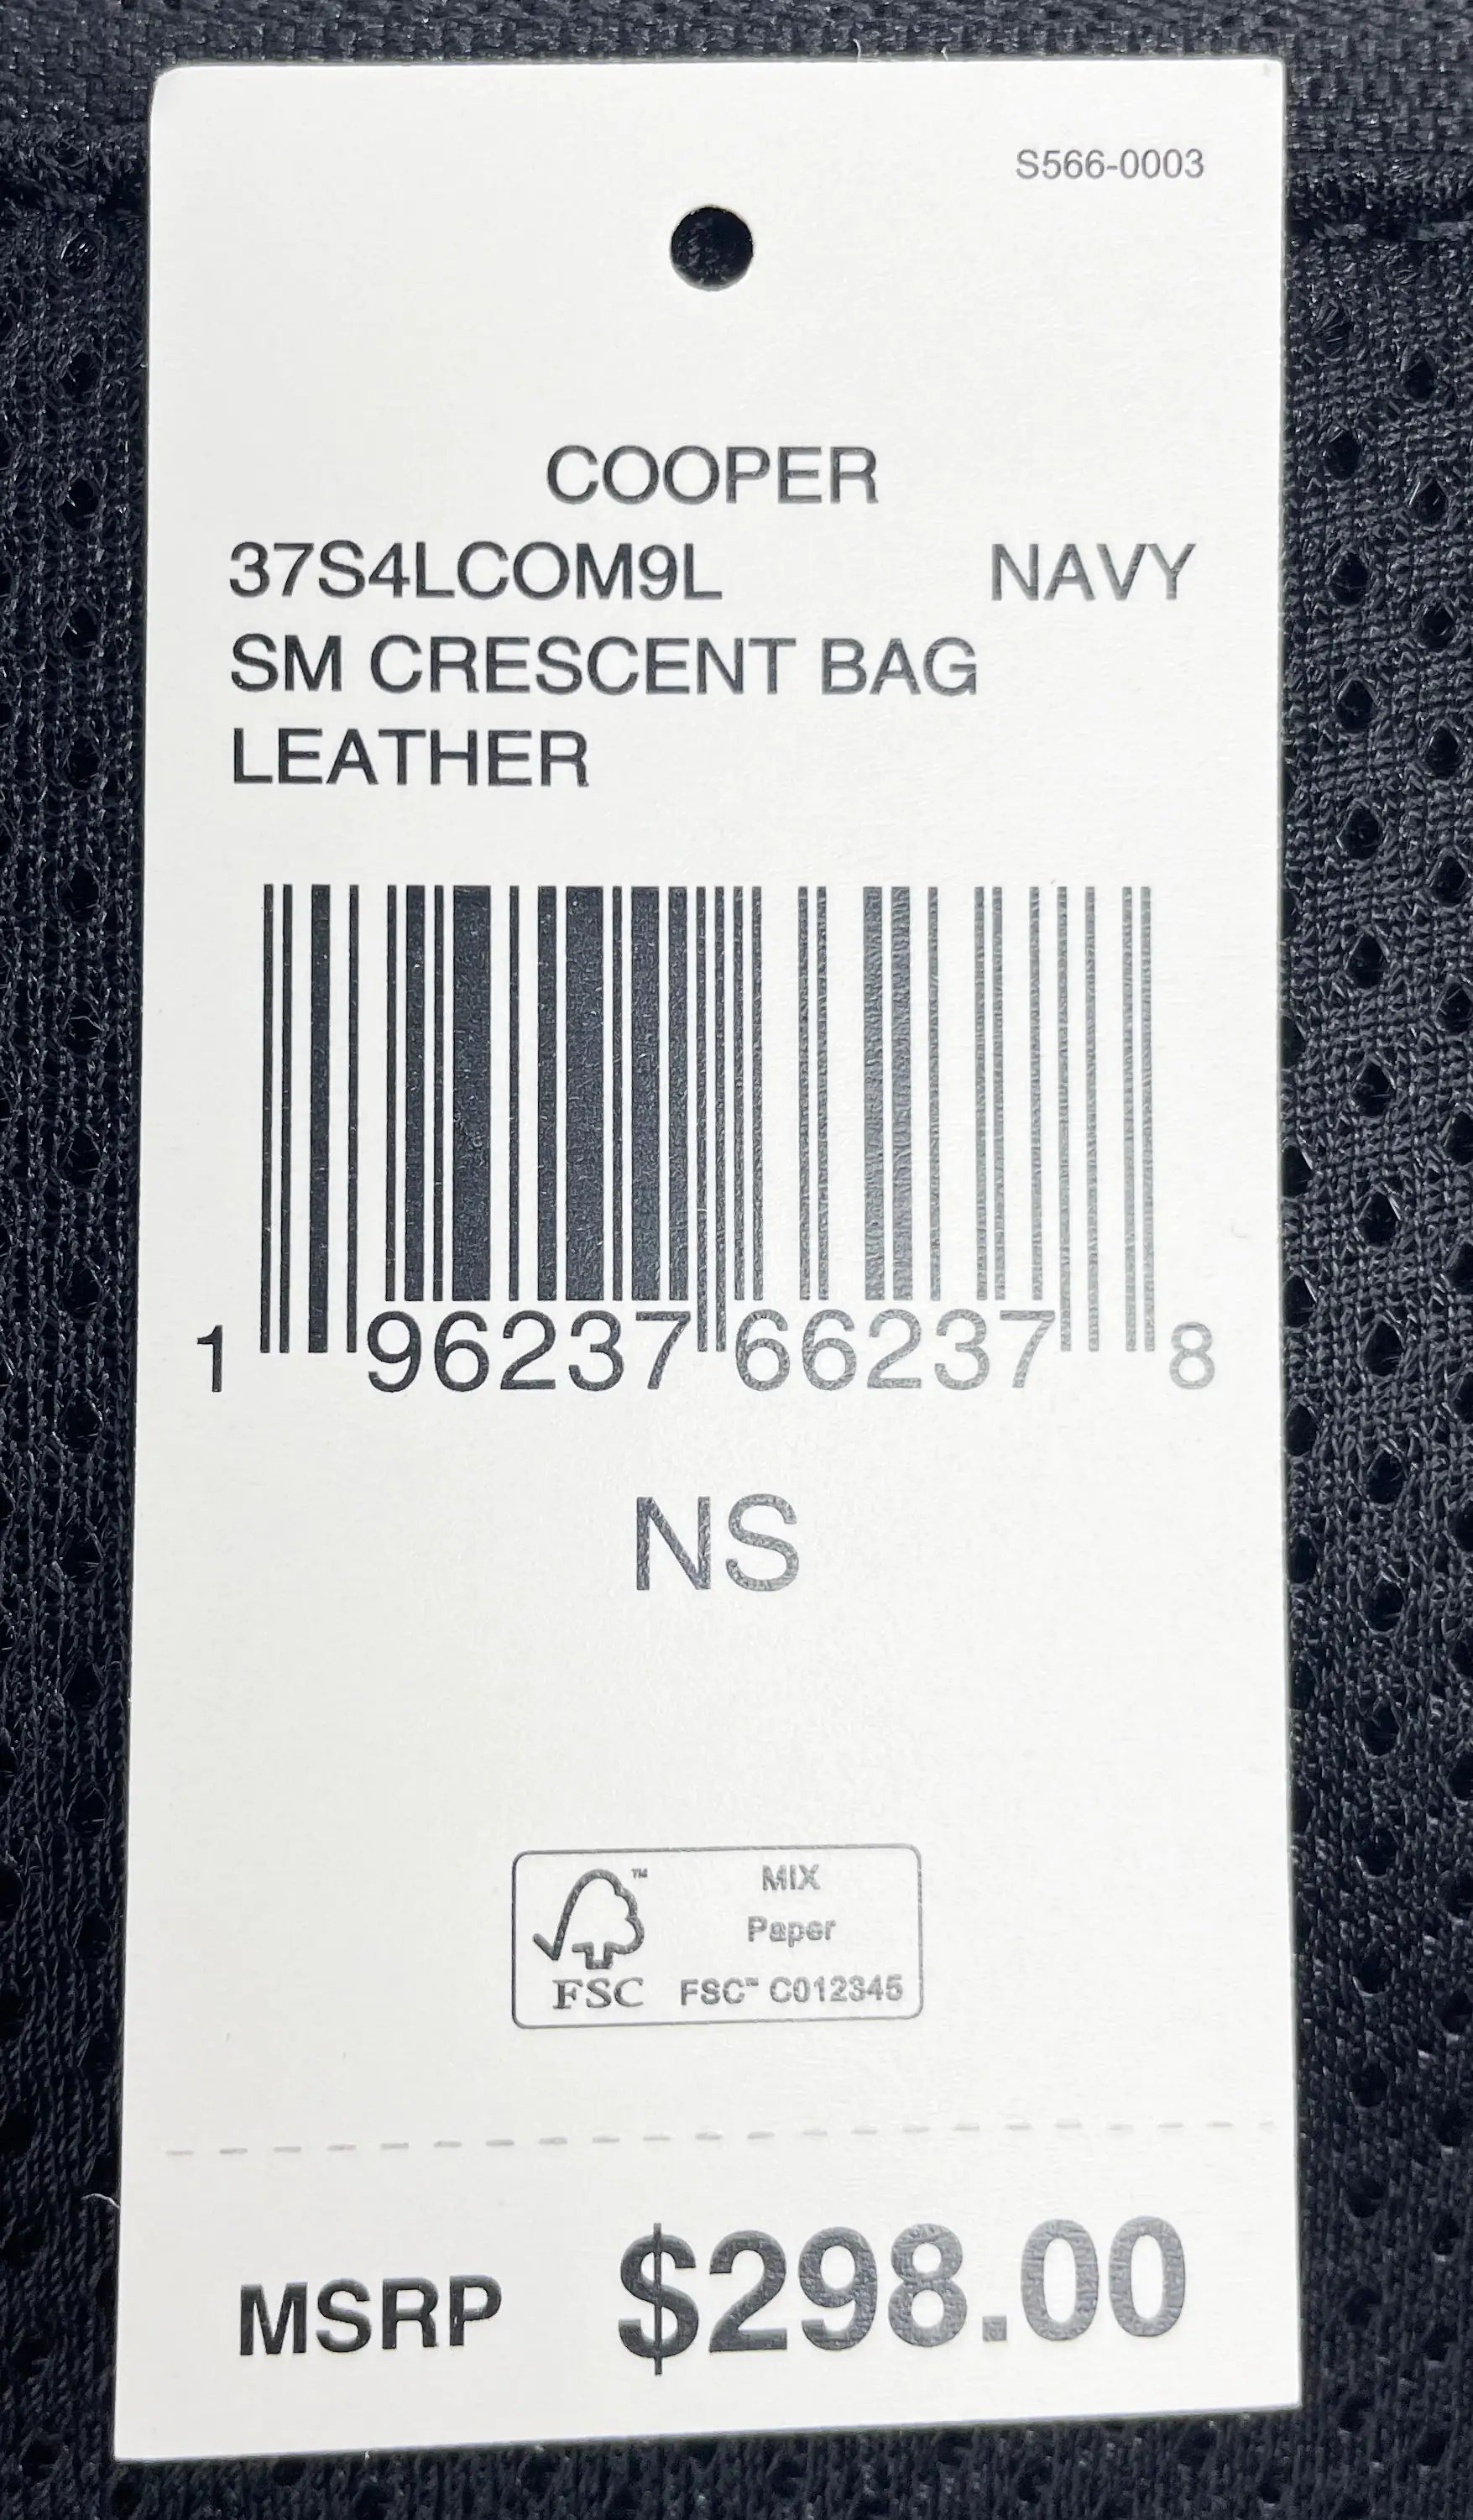 S566-0003
COOPER
37S4LCOM9L NAVY
SM CRESCENT BAG
LEATHER
1 96237 66237 8
NS
™ MIX
Paper
FSC FSC™ C012345
MSRP $298.00